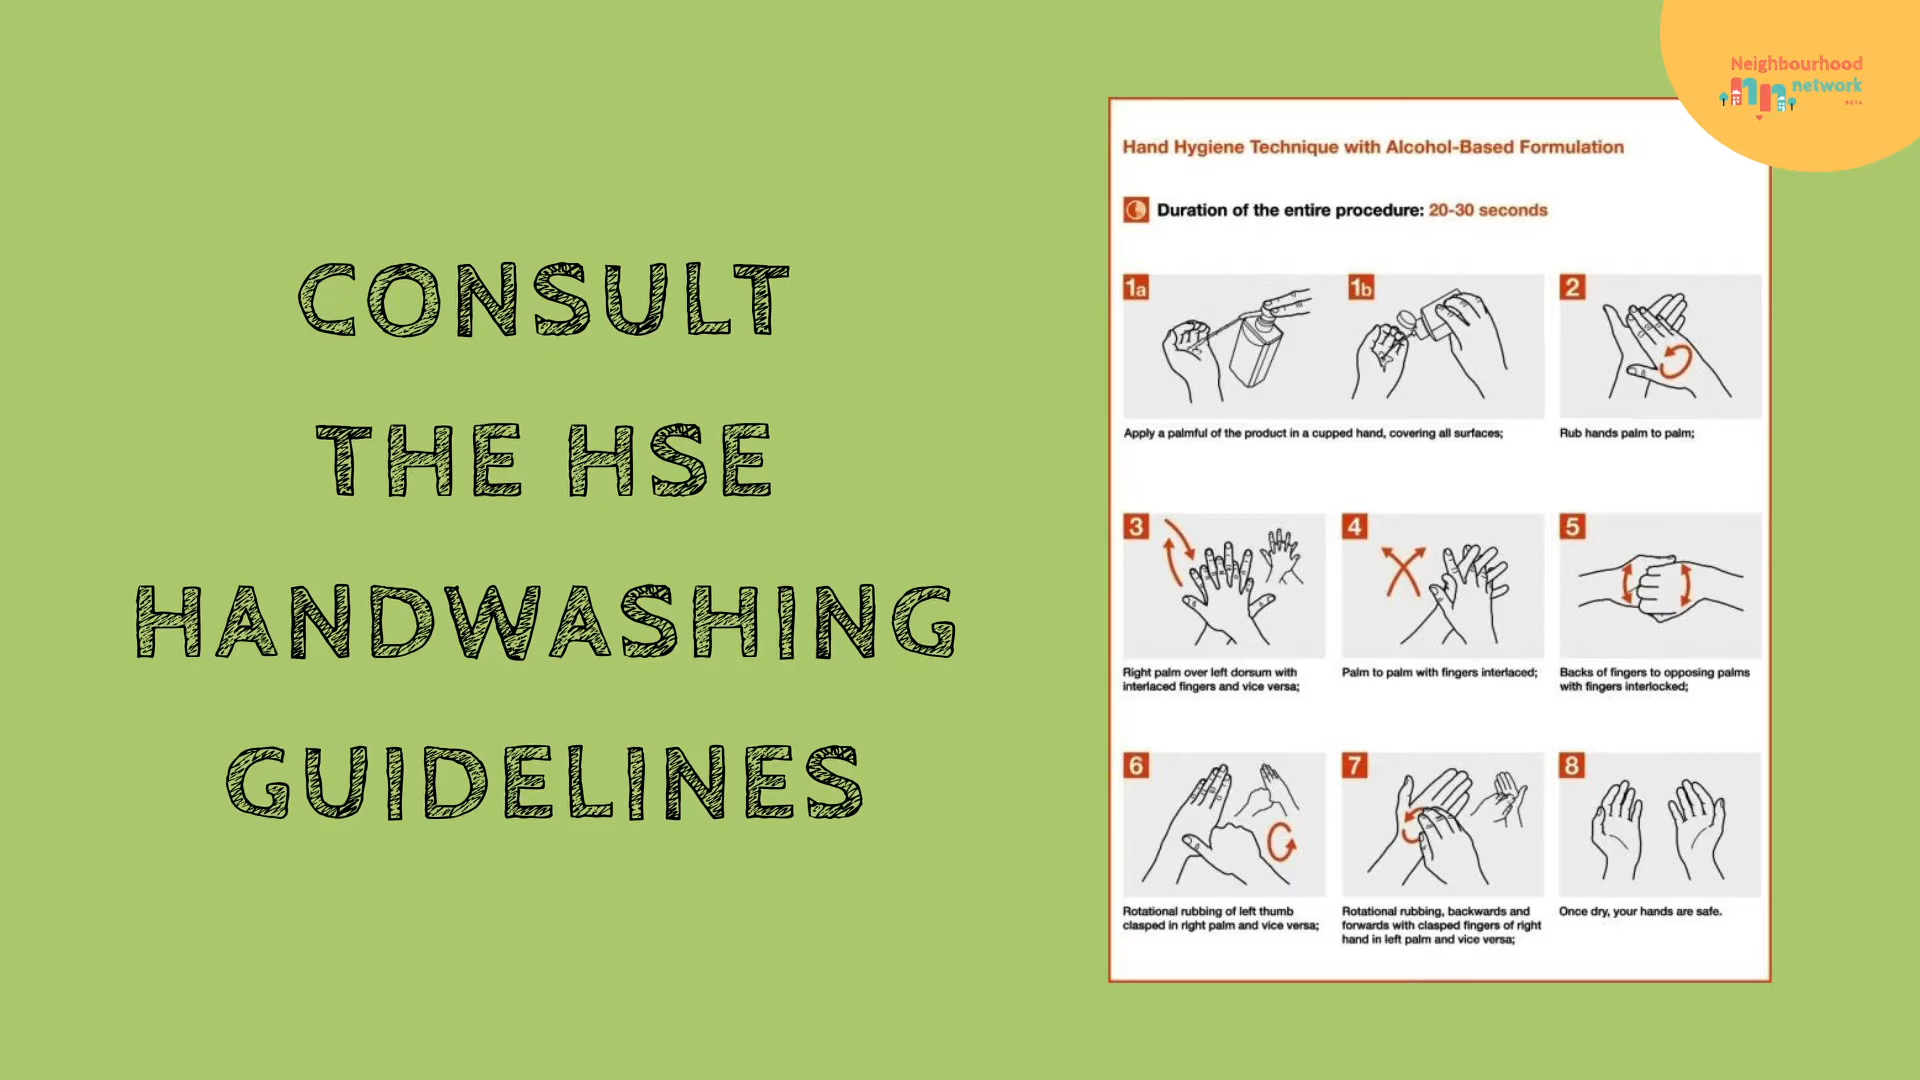 CONSULT
THE HSE
HANDWASHING
GUIDELINES
Neighbourhood
network
BETA
Hand Hygiene Technique with Alcohol-Based Formulation
Duration of the entire procedure: 20-30 seconds
1a
1b
Apply a palmful of the product in a cupped hand, covering all surfaces;
2
Rub hands palm to palm;
3
Right palm over left dorsum with
interlaced fingers and vice versa;
4
Palm to palm with fingers interlaced;
5
Backs of fingers to opposing palms
with fingers interlocked;
6
Rotational rubbing of left thumb
clasped in right palm and vice versa;
7
Rotational rubbing, backwards and
forwards with clasped fingers of right
hand in left palm and vice versa;
8
Once dry, your hands are safe.